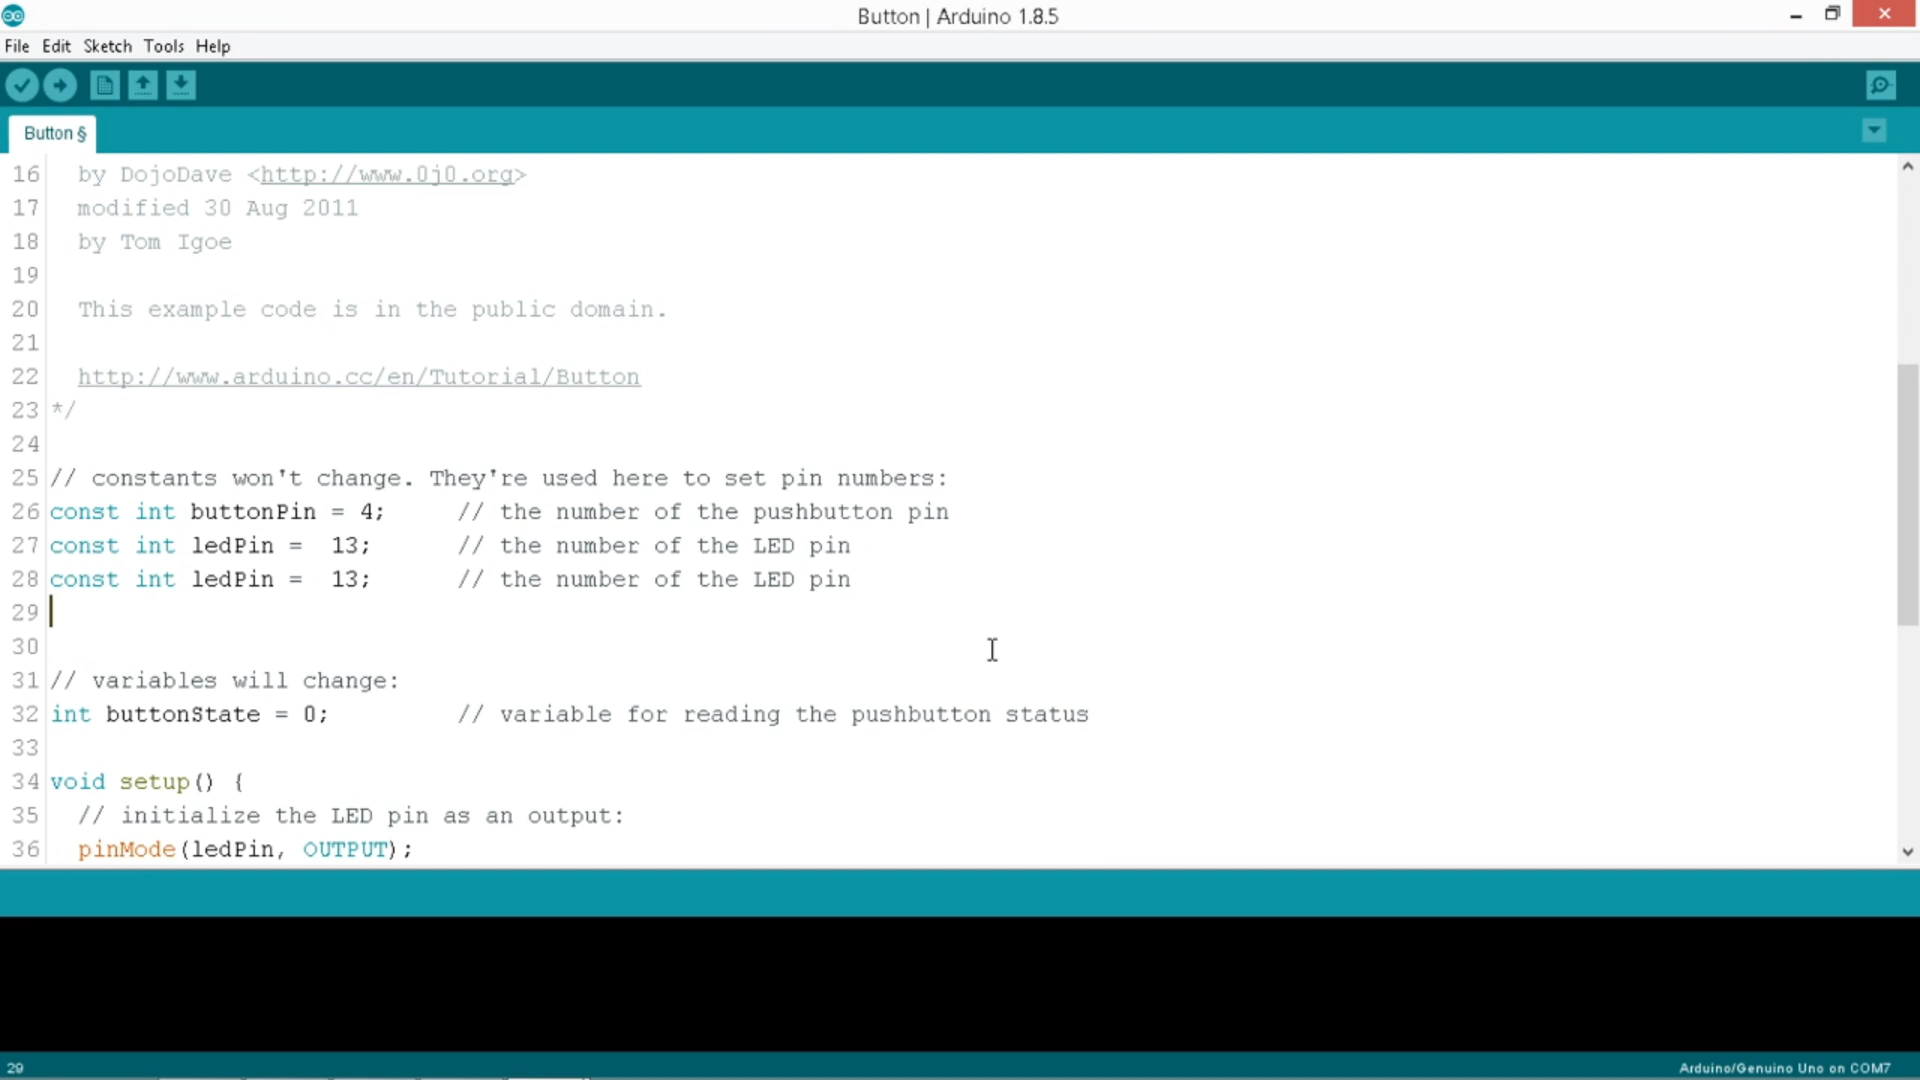 Button | Arduino 1.8.5
File Edit Sketch Tools Help
Button §
16 by DojoDave <http://www.0j0.org>
17 modified 30 Aug 2011
18 by Tom Igoe
19
20 This example code is in the public domain.
21
22 http://www.arduino.cc/en/Tutorial/Button
23 */
24
25 // constants won't change. They're used here to set pin numbers:
26 const int buttonPin = 4;     // the number of the pushbutton pin
27 const int ledPin =  13;      // the number of the LED pin
28 const int ledPin =  13;      // the number of the LED pin
29
30
31 // variables will change:
32 int buttonState = 0;         // variable for reading the pushbutton status
33
34 void setup() {
35   // initialize the LED pin as an output:
36   pinMode(ledPin, OUTPUT);
29
Arduino/Genuino Uno on COM7